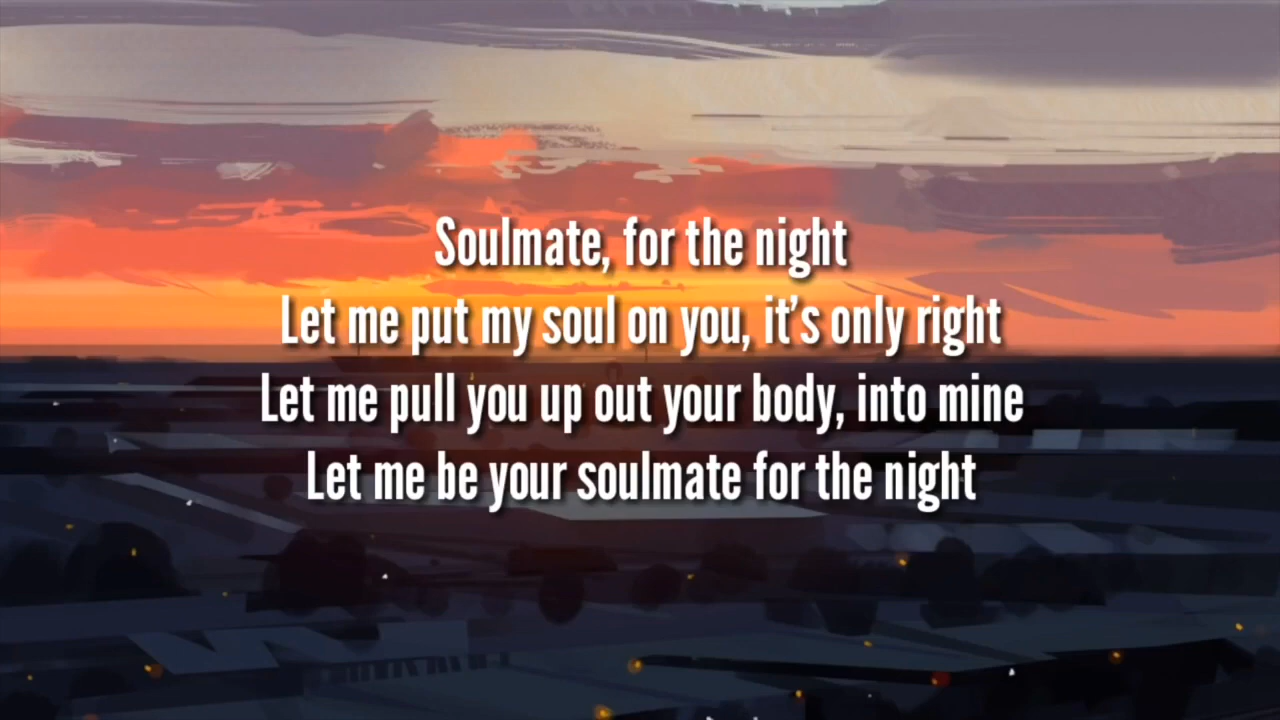 Soulmate, for the night
Let me put my soul on you, it’s only right
Let me pull you up out your body, into mine
Let me be your soulmate for the night